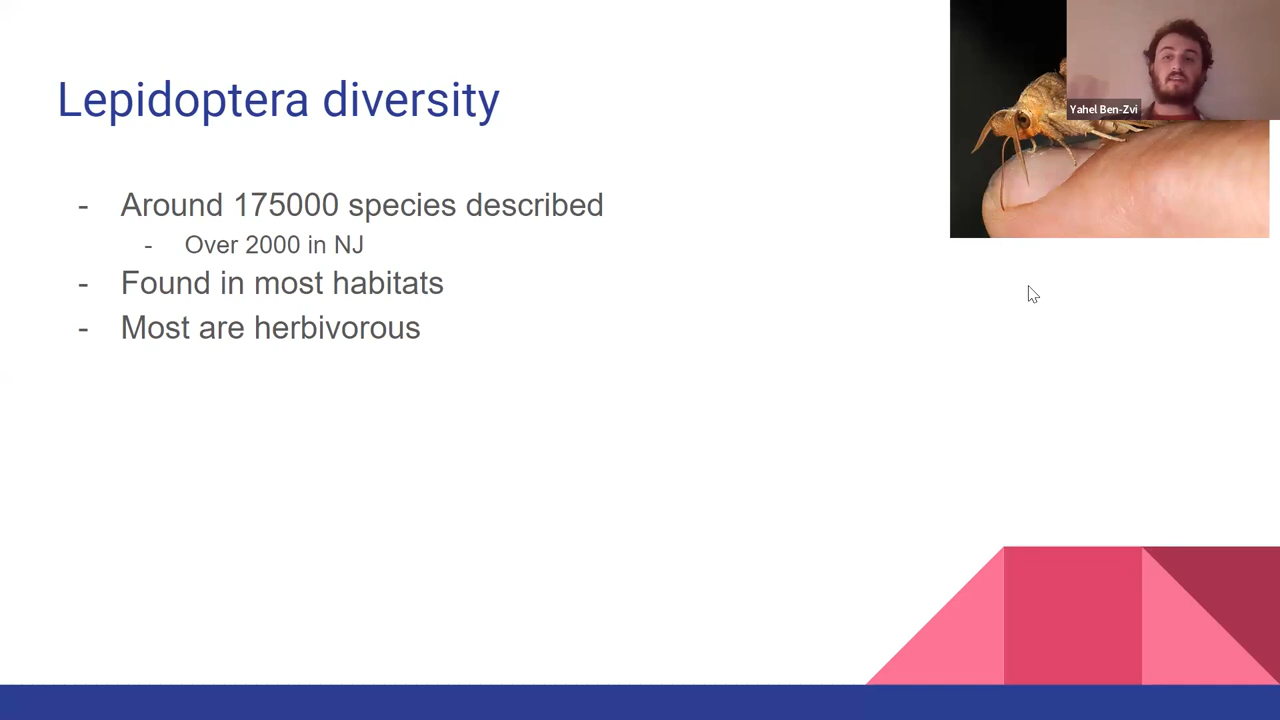 Lepidoptera diversity
- Around 175000 species described
- Over 2000 in NJ
- Found in most habitats
- Most are herbivorous
Yahel Ben-Zvi